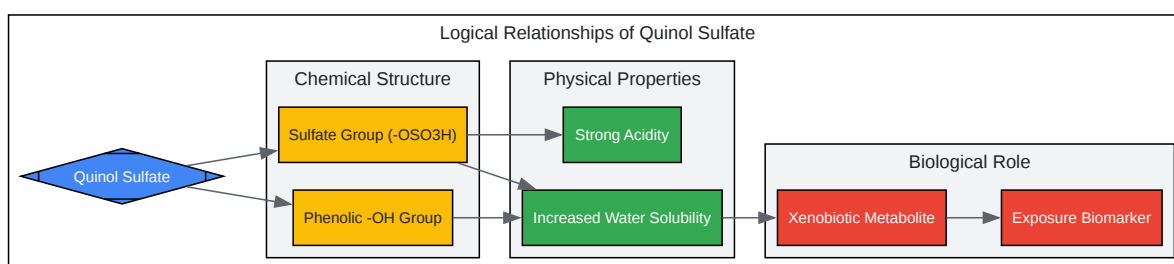 Logical Relationships of Quinol Sulfate
Chemical Structure
Physical Properties
Sulfate Group (-OSO3H)
Strong Acidity
Biological Role
Quinol Sulfate
Phenolic -OH Group
Increased Water Solubility
Xenobiotic Metabolite
Exposure Biomarker